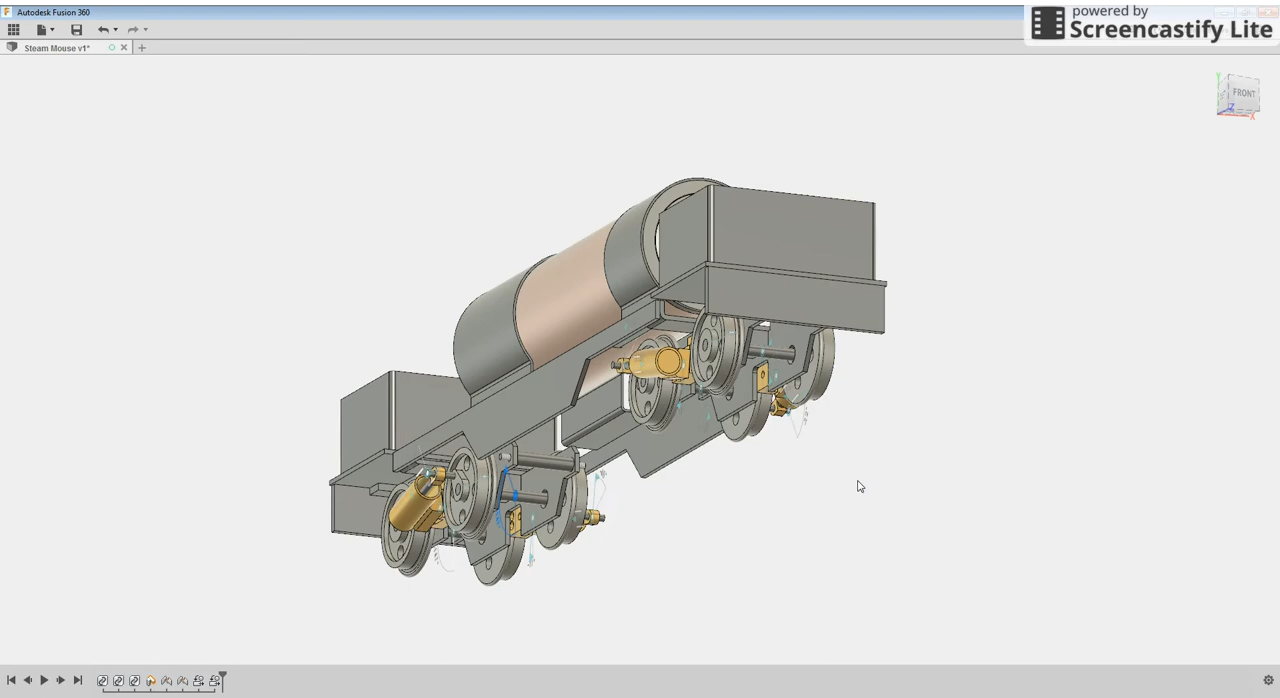 Autodesk Fusion 360
powered by
Screencastify Lite
Steam Mouse v1*
FRONT
Y
Z
X